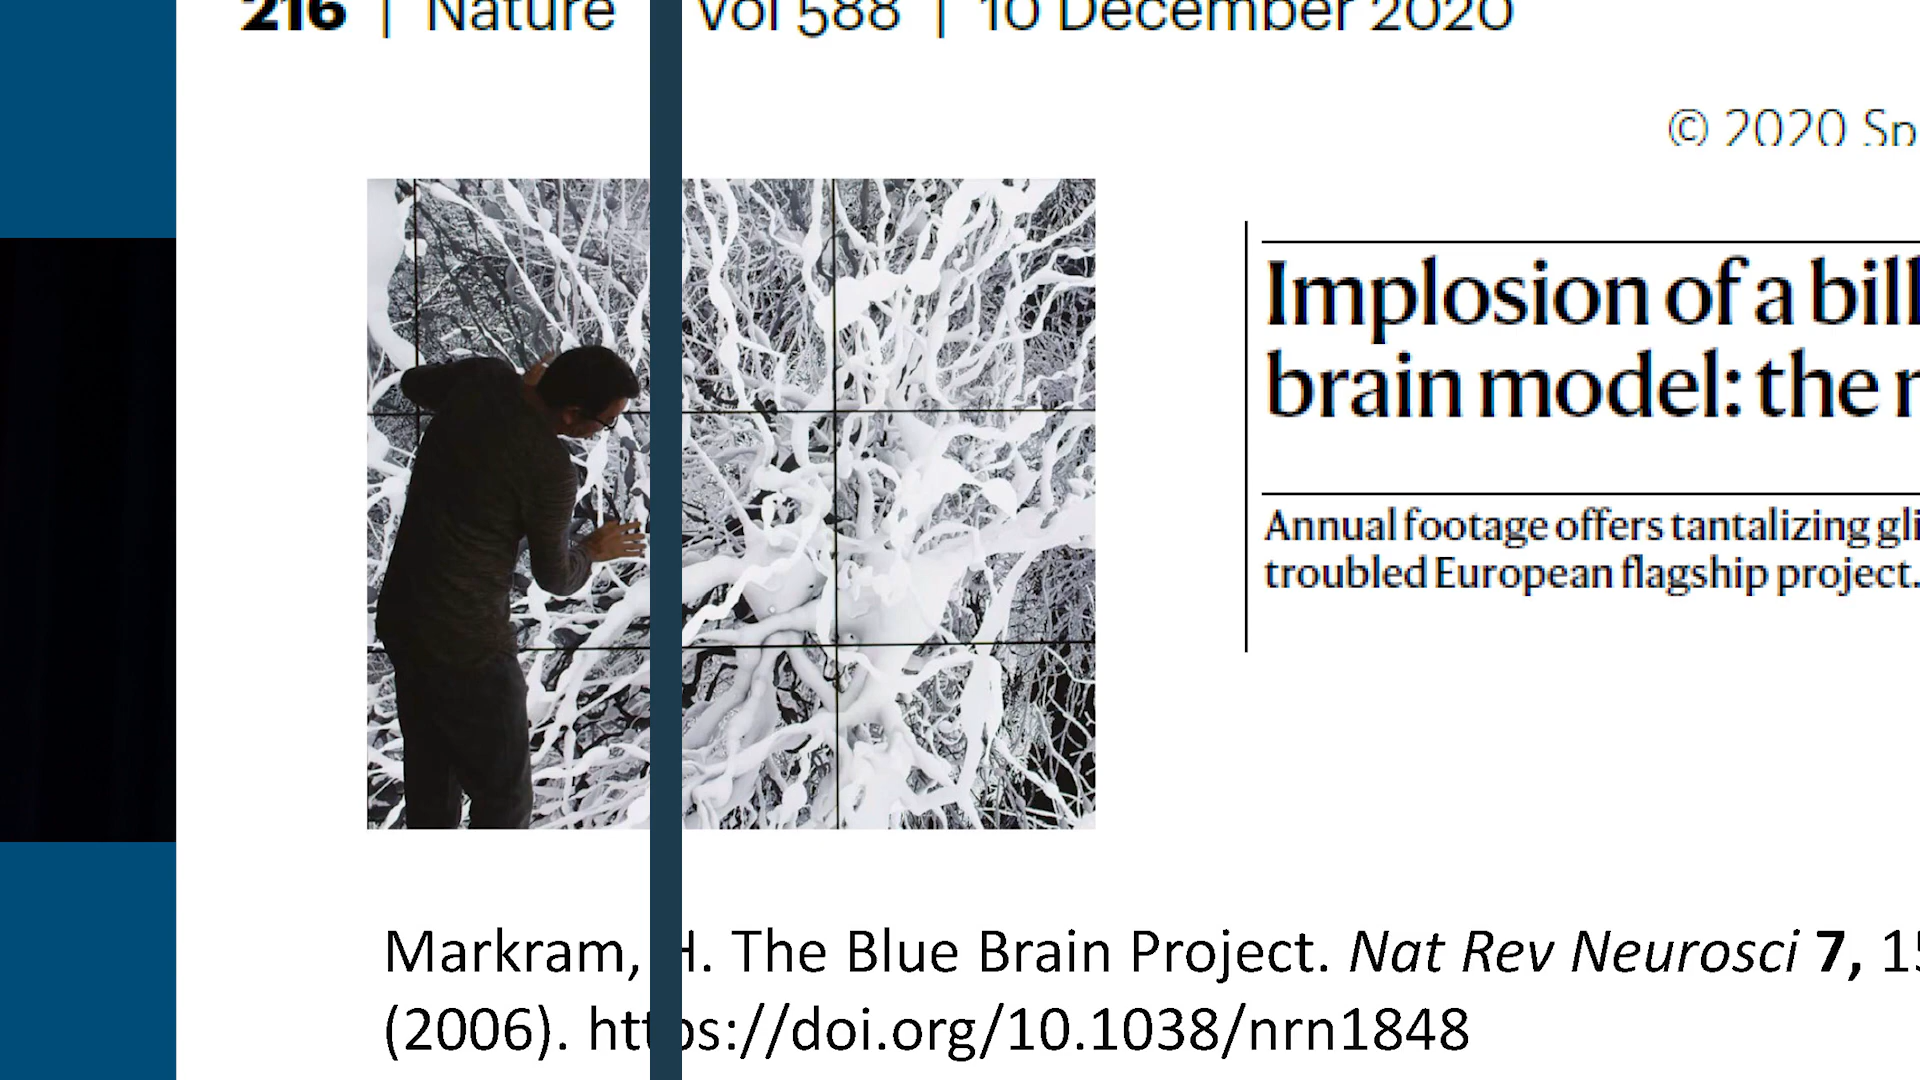 216 | Nature Vol 588 | 10 December 2020
© 2020 Sp
Implosion of a bill
brain model: the
Annual footage offers tantalizing gli
troubled European flagship project.
Markram, H. The Blue Brain Project. Nat Rev Neurosci 7, 15
(2006). https://doi.org/10.1038/nrn1848